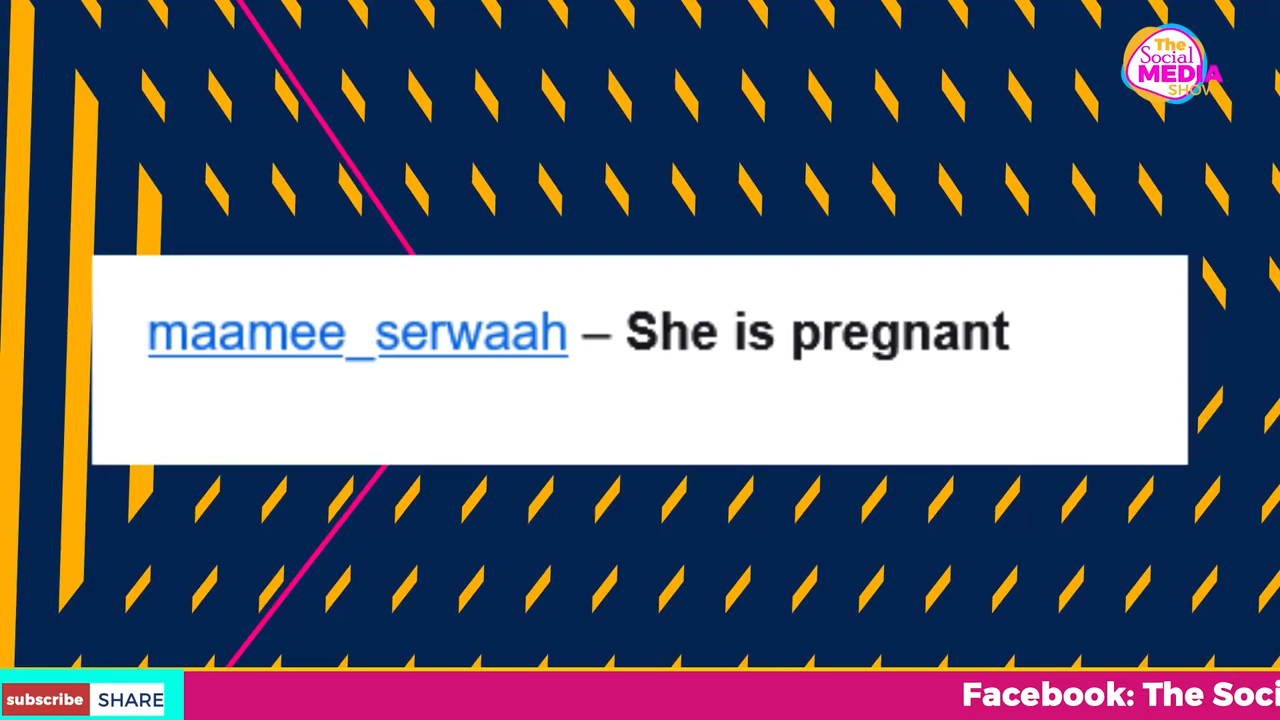 The
Social
MEDIA
SHOW
maamee_serwaah – She is pregnant
subscribe SHARE
Facebook: The Soci